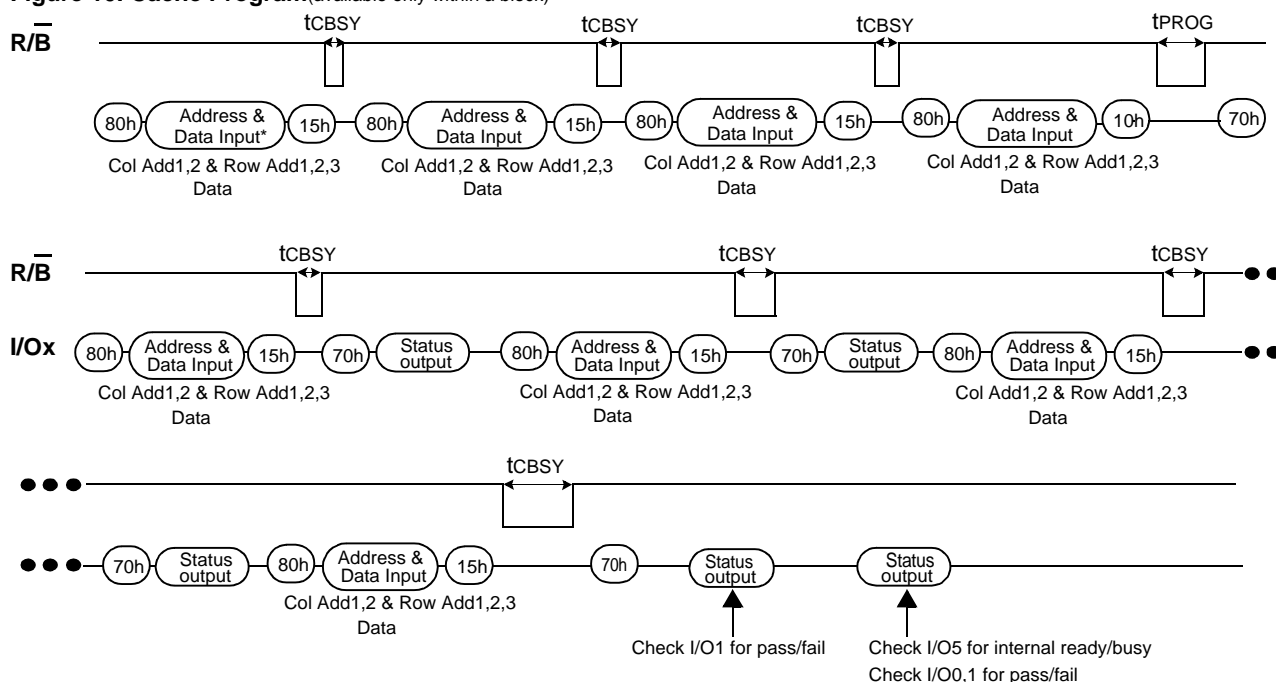 Figure 10. Cache Program(available only within a block)
tCBSY tCBSY tCBSY tPROG
R/B
80h Address & Data Input* 15h 80h Address & Data Input 15h 80h Address & Data Input 15h 80h Address & Data Input 10h 70h
Col Add1,2 & Row Add1,2,3 Col Add1,2 & Row Add1,2,3 Col Add1,2 & Row Add1,2,3 Col Add1,2 & Row Add1,2,3
Data Data Data Data
tCBSY tCBSY tCBSY
R/B
I/Ox 80h Address & Data Input 15h 70h Status output 80h Address & Data Input 15h 70h Status output 80h Address & Data Input 15h
Col Add1,2 & Row Add1,2,3 Col Add1,2 & Row Add1,2,3 Col Add1,2 & Row Add1,2,3
Data Data Data
tCBSY
70h Status output 80h Address & Data Input 15h 70h Status output Status output
Col Add1,2 & Row Add1,2,3
Data
Check I/O1 for pass/fail Check I/O5 for internal ready/busy
Check I/O0,1 for pass/fail